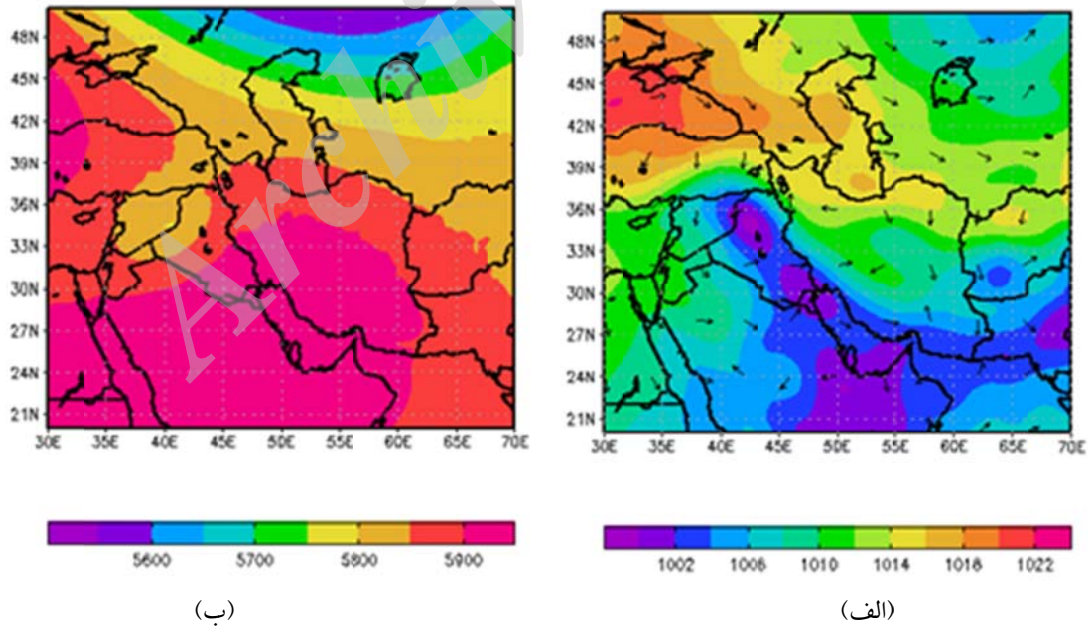 48N 48N
45N 45N
42N 42N
39N 39N
36N 36N
33N 33N
30N 30N
27N 27N
24N 24N
21N 21N
30E 35E 40E 45E 50E 55E 60E 65E 70E 30E 35E 40E 45E 50E 55E 60E 65E 70E
5600 5700 5800 5900 1002 1006 1010 1014 1018 1022
(الف) (ب)
Archiv